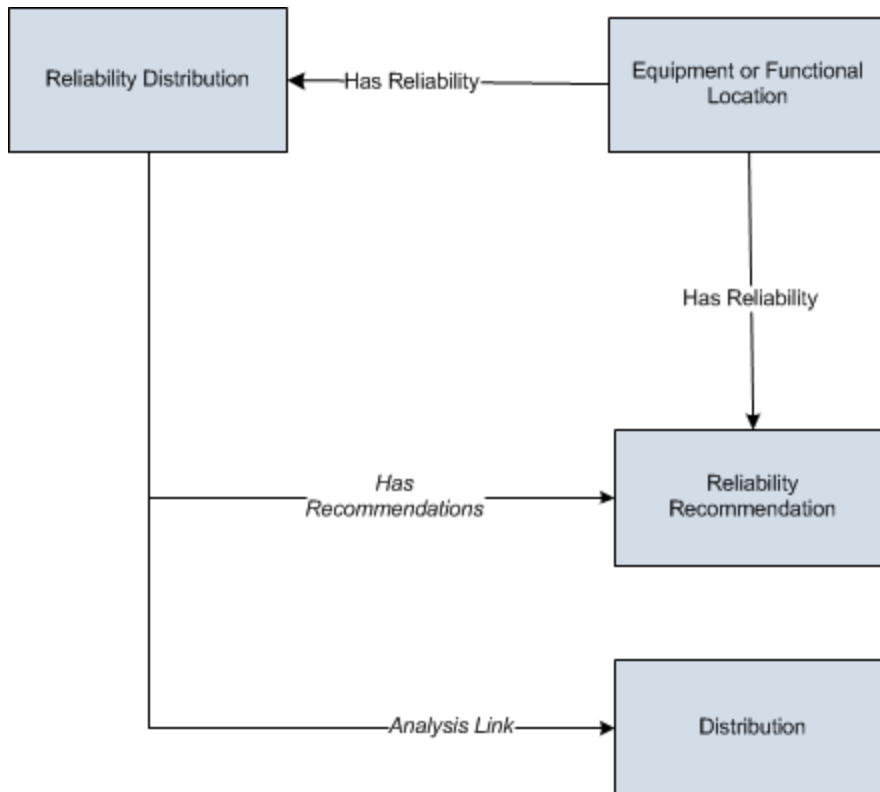 Reliability Distribution
Has Reliability
Equipment or Functional
Location
Has Reliability
Has
Recommendations
Reliability
Recommendation
Analysis Link
Distribution